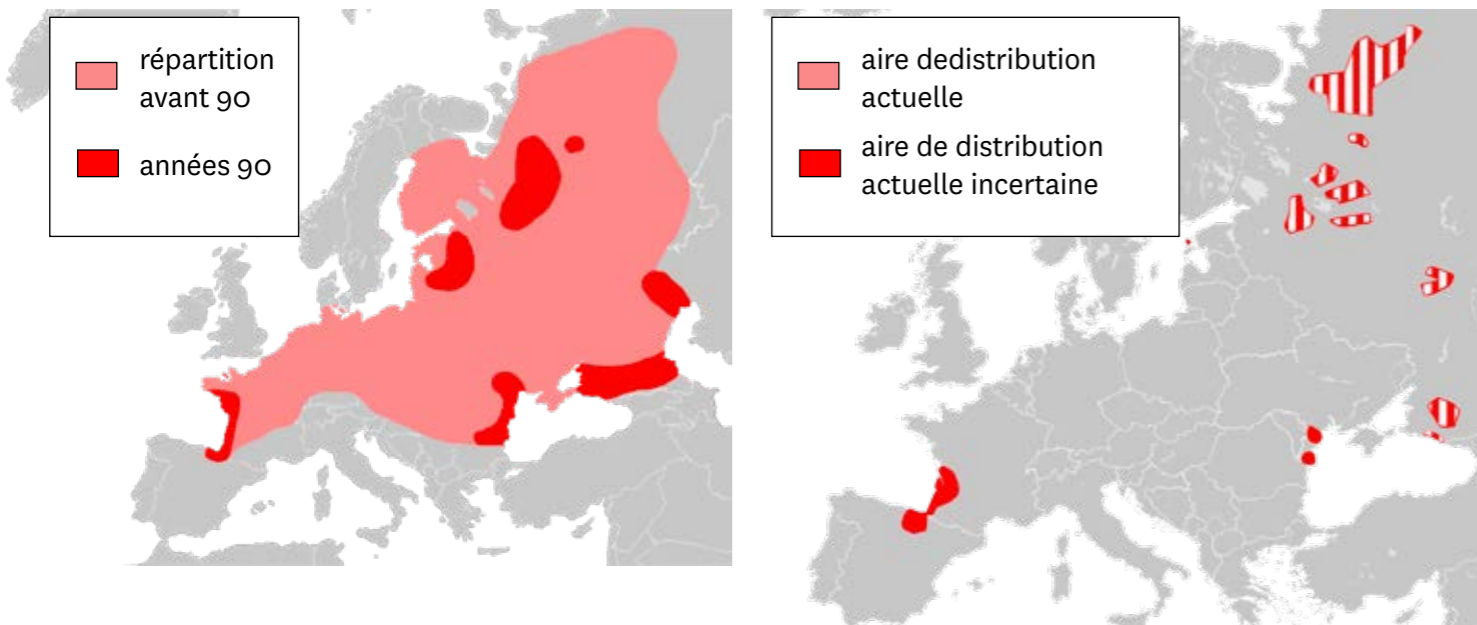 répartition
avant 90
années 90
aire dedistribution
actuelle
aire de distribution
actuelle incertaine